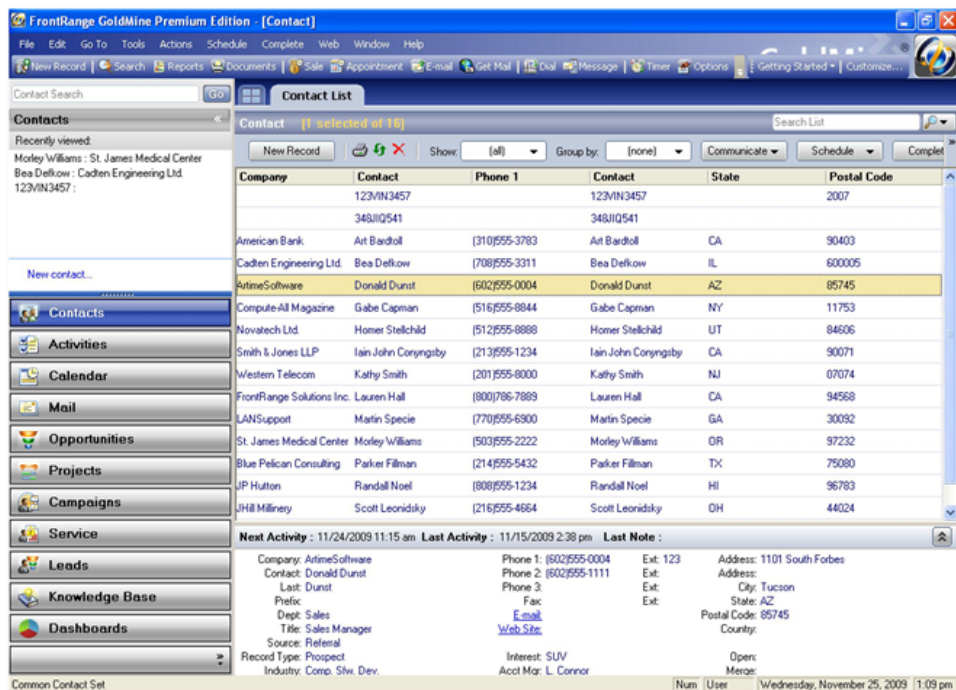 FrontRange GoldMine Premium Edition - [Contact]
File Edit Go To Tools Actions Schedule Complete Web Window Help
New Record Search Reports Documents Sale Appointment E-mail Get Mail Dial Message Timer Options Getting Started Customize...
Contact Search Go Contact List
Contacts Contact [1 selected of 16] Search List
Recently viewed:
Morley Williams : St. James Medical Center
Bea Defkow : Cadten Engineering Ltd.
123VIN3457 :
New contact...
New Record Show: (all) Group by: (none) Communicate Schedule Complet
Company Contact Phone 1 Contact State Postal Code
123VIN3457 123VIN3457 2007
348JIQ541 348JIQ541
American Bank Art Bardtoll (310)555-3783 Art Bardtoll CA 90403
Cadten Engineering Ltd. Bea Defkow (708)555-3311 Bea Defkow IL 600005
ArtimeSoftware Donald Dunst (602)555-0004 Donald Dunst AZ 85745
Compute-All Magazine Gabe Capman (516)555-8844 Gabe Capman NY 11753
Novatech Ltd. Homer Stellchild (512)555-8888 Homer Stellchild UT 84606
Smith & Jones LLP Iain John Conyngsby (213)555-1234 Iain John Conyngsby CA 90071
Western Telecom Kathy Smith (201)555-8000 Kathy Smith NJ 07074
FrontRange Solutions Inc. Lauren Hall (800)786-7889 Lauren Hall CA 94568
LANSupport Martin Specie (770)555-6900 Martin Specie GA 30092
St. James Medical Center Morley Williams (503)555-2222 Morley Williams OR 97232
Blue Pelican Consulting Parker Fillman (214)555-5432 Parker Fillman TX 75080
JP Hutton Randall Noel (808)555-1234 Randall Noel HI 96783
JHill Millinery Scott Leonidsky (216)555-4664 Scott Leonidsky OH 44024
Contacts
Activities
Calendar
Mail
Opportunities
Projects
Campaigns
Service
Leads
Knowledge Base
Dashboards
Next Activity : 11/24/2009 11:15 am Last Activity : 11/15/2009 2:38 pm Last Note :
Company: ArtimeSoftware Phone 1: (602)555-0004 Ext: 123 Address: 1101 South Forbes
Contact: Donald Dunst Phone 2: (602)555-1111 Ext: Address:
Last: Dunst Phone 3: Ext: City: Tucson
Prefix: Fax: Ext: State: AZ
Dept: Sales E-mail: Postal Code: 85745
Title: Sales Manager Web Site: Country:
Source: Referral
Record Type: Prospect Interest: SUV Open:
Industry: Comp. Sfw. Dev. Acct Mgr: L. Connor Merge:
Common Contact Set Num User Wednesday, November 25, 2009 1:09 pm